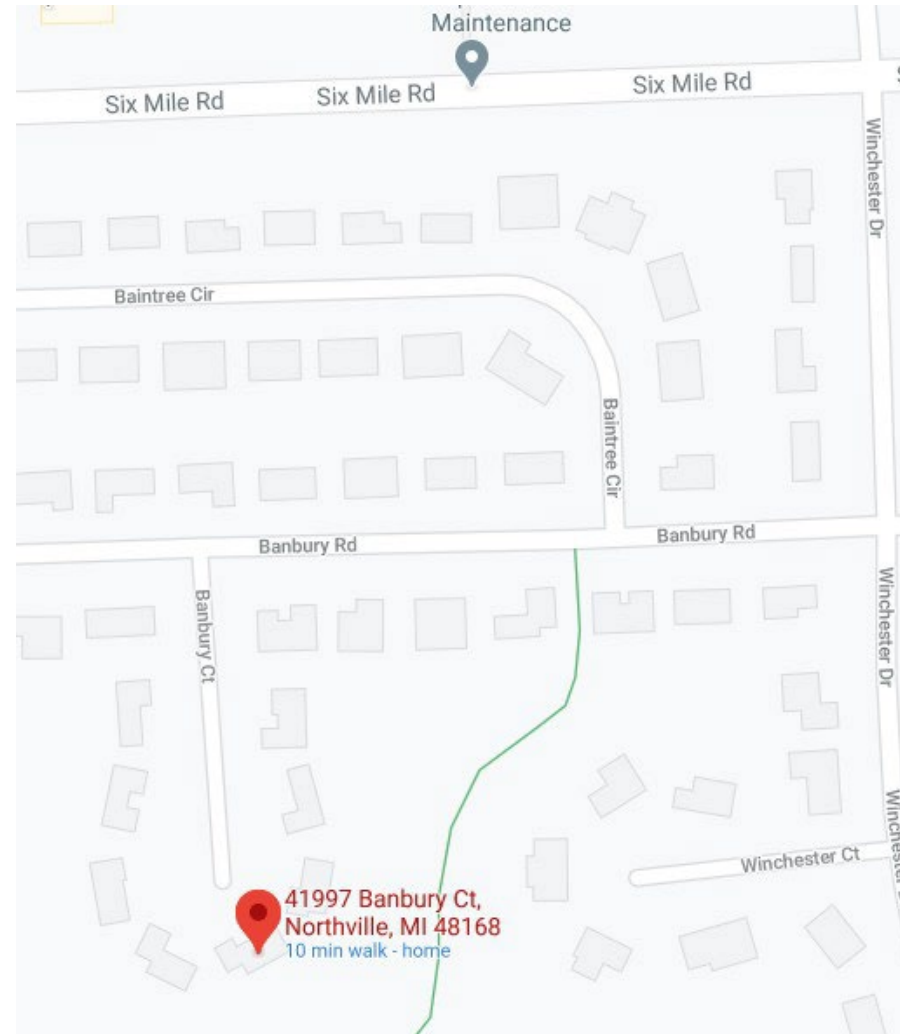 Maintenance
Six Mile Rd
Six Mile Rd
Six Mile Rd
Winchester Dr
Baintree Cir
Baintree Cir
Banbury Rd
Banbury Rd
Banbury Ct
Winchester Dr
Winchester Ct
41997 Banbury Ct,
Northville, MI 48168
10 min walk - home